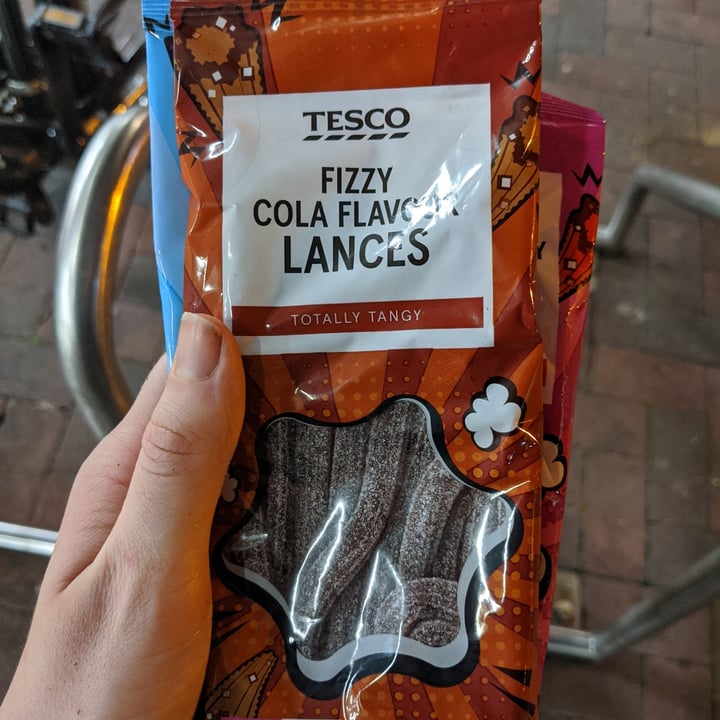 TESCO
FIZZY
COLA FLAVOUR
LANCES
TOTALLY TANGY
Y